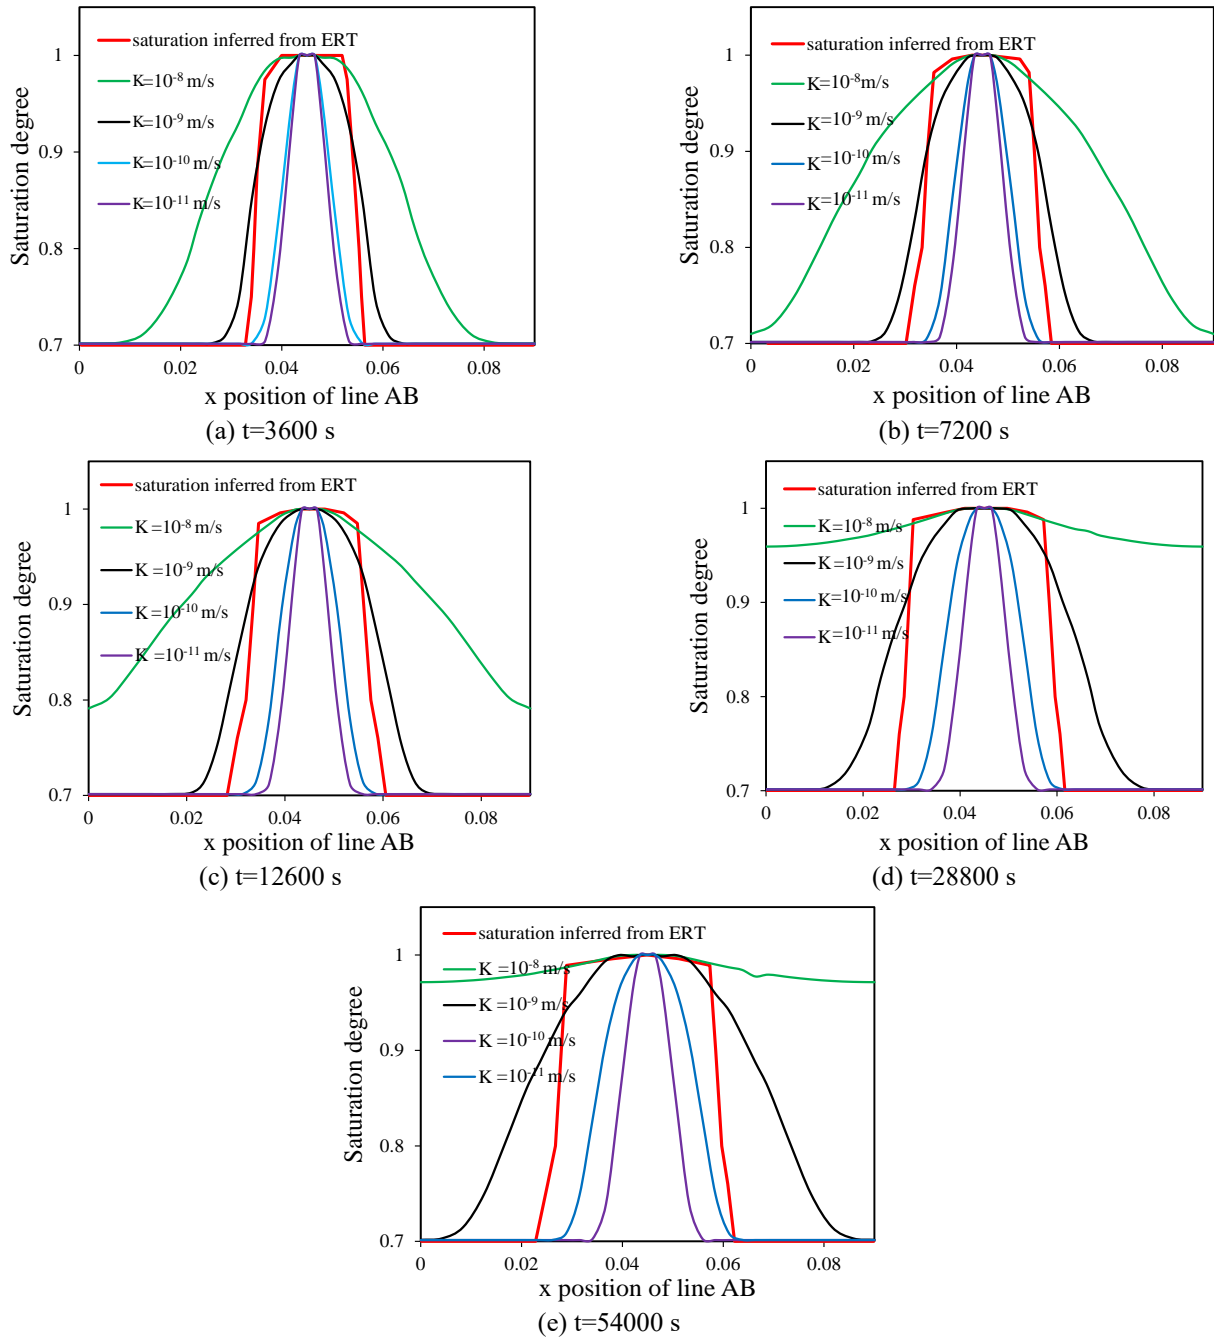 saturation inferred from ERT
K=10-8 m/s
K=10-9 m/s
K=10-10 m/s
K=10-11 m/s
Saturation degree
1
0.9
0.8
0.7
0 0.02 0.04 0.06 0.08
x position of line AB
(a) t=3600 s
saturation inferred from ERT
K=10-8m/s
K=10-9 m/s
K=10-10 m/s
K=10-11 m/s
Saturation degree
1
0.9
0.8
0.7
0 0.02 0.04 0.06 0.08
x position of line AB
(b) t=7200 s
saturation inferred from ERT
K =10-8 m/s
K =10-9 m/s
K =10-10 m/s
K =10-11 m/s
Saturation degree
1
0.9
0.8
0.7
0 0.02 0.04 0.06 0.08
x position of line AB
(c) t=12600 s
saturation inferred from ERT
K=10-8 m/s
K=10-9 m/s
K=10-10 m/s
K=10-11 m/s
Saturation degree
1
0.9
0.8
0.7
0 0.02 0.04 0.06 0.08
x position of line AB
(d) t=28800 s
saturation inferred from ERT
K =10-8 m/s
K =10-9 m/s
K =10-10 m/s
K =10-11 m/s
Saturation degree
1
0.9
0.8
0.7
0 0.02 0.04 0.06 0.08
x position of line AB
(e) t=54000 s